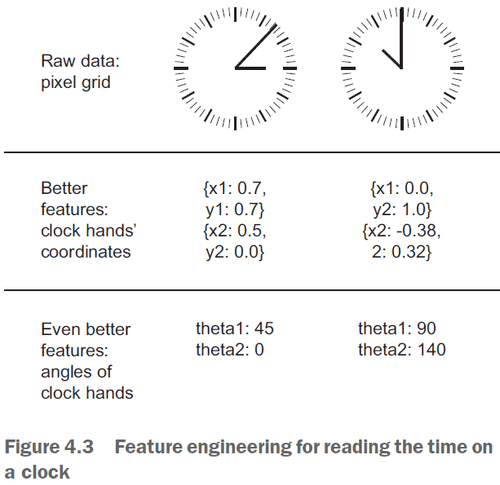 Raw data:
pixel grid
Better
features:
clock hands'
coordinates
{x1: 0.7,
y1: 0.7}
{x2: 0.5,
y2: 0.0}
{x1: 0.0,
y2: 1.0}
{x2: -0.38,
2: 0.32}
Even better
features:
angles of
clock hands
theta1: 45
theta2: 0
theta1: 90
theta2: 140
Figure 4.3 Feature engineering for reading the time on
a clock